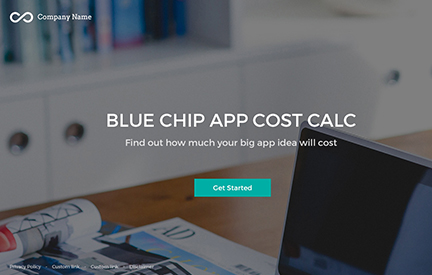 Company Name
BLUE CHIP APP COST CALC
Find out how much your big app idea will cost
Get Started
AD
Privacy Policy - Custom link - Custom link - Disclaimer